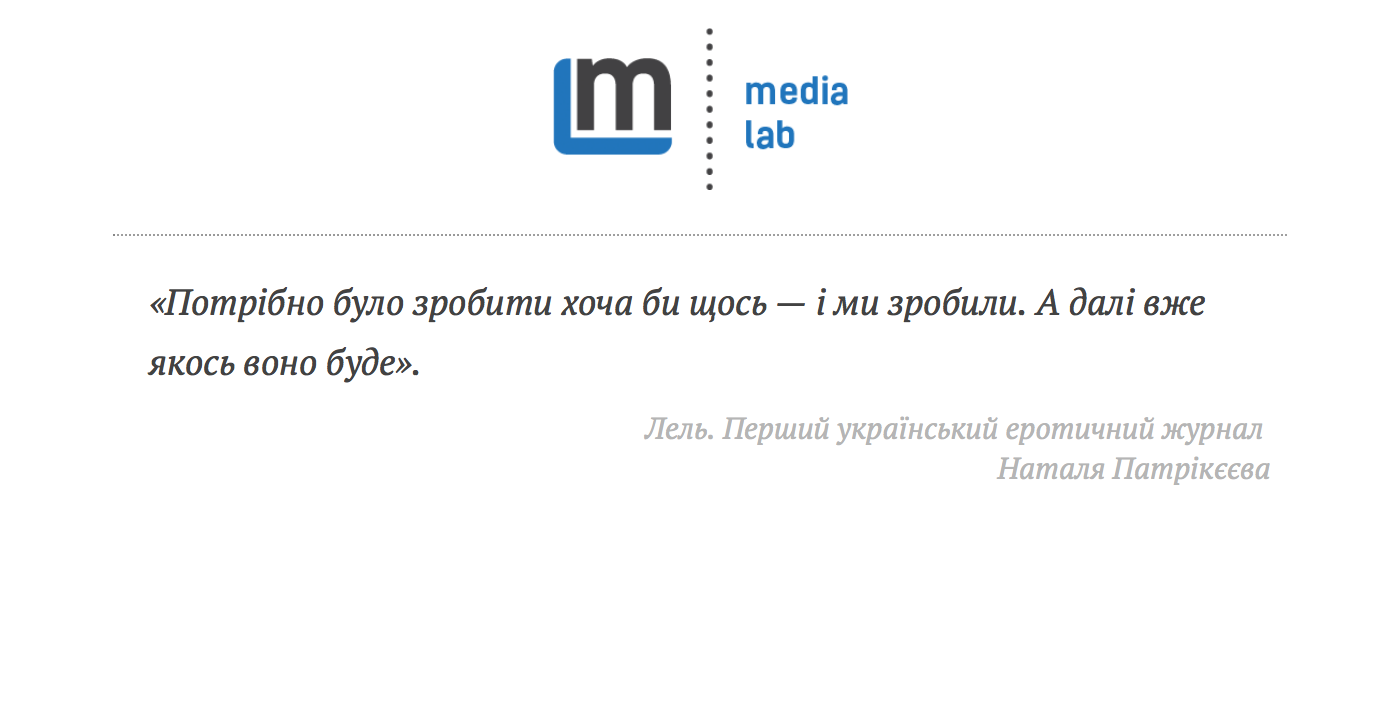 m
media
lab
«Потрібно було зробити хоча би щось — і ми зробили. А далі вже
якось воно буде».
Лель. Перший український еротичний журнал
Наталя Патрікєєва